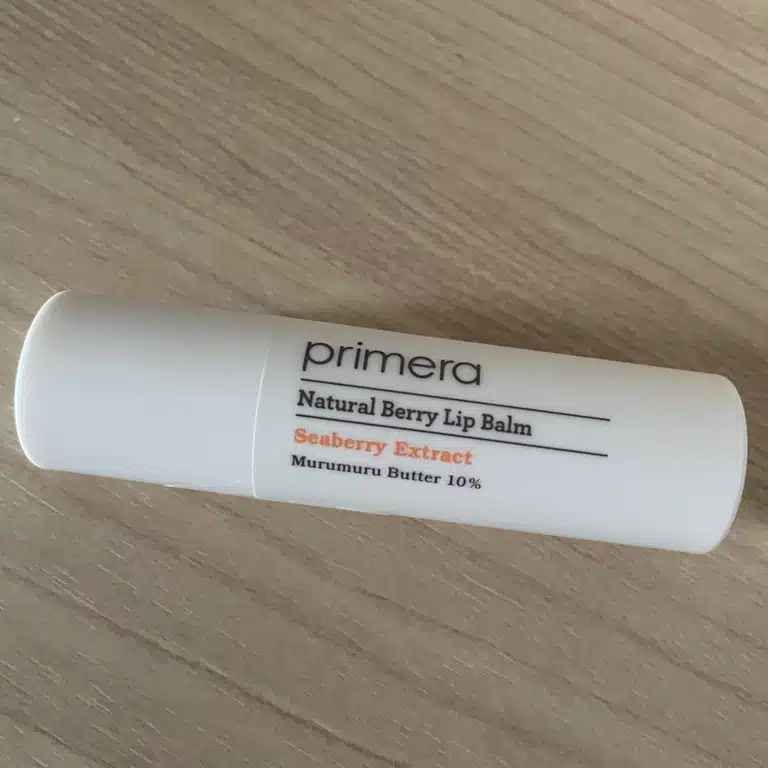 primera
Natural Berry Lip Balm
Seaberry Extract
Murumuru Butter 10%